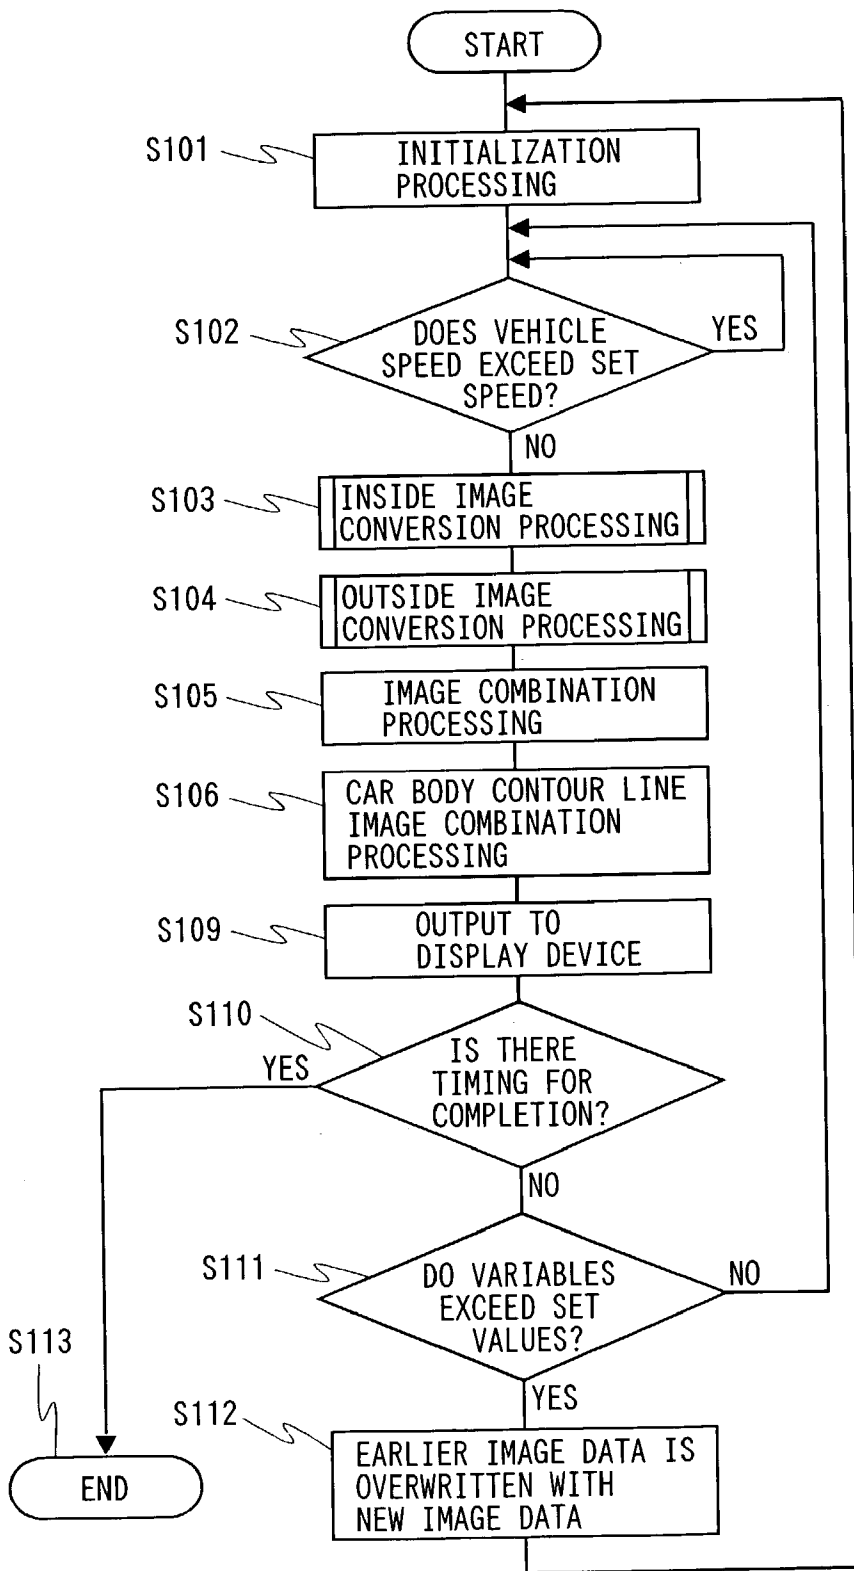 START
S101
INITIALIZATION
PROCESSING
S102
DOES VEHICLE
SPEED EXCEED SET
SPEED?
YES
NO
S103
INSIDE IMAGE
CONVERSION PROCESSING
S104
OUTSIDE IMAGE
CONVERSION PROCESSING
S105
IMAGE COMBINATION
PROCESSING
S106
CAR BODY CONTOUR LINE
IMAGE COMBINATION
PROCESSING
S109
OUTPUT TO
DISPLAY DEVICE
S110
YES
IS THERE
TIMING FOR
COMPLETION?
NO
S111
DO VARIABLES
EXCEED SET
VALUES?
NO
YES
S113
END
S112
EARLIER IMAGE DATA IS
OVERWRITTEN WITH
NEW IMAGE DATA